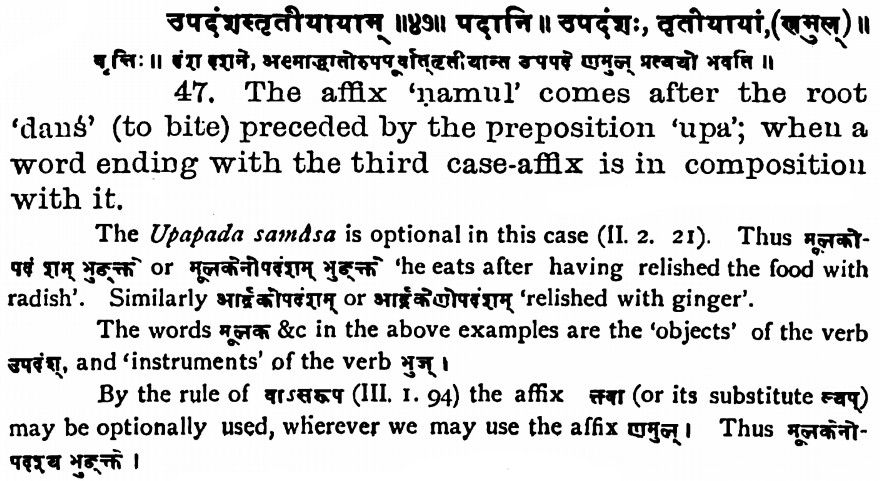 उपदंशस्तृतीयायाम् ॥४७॥ पदानि ॥ उपदंशः, तृतीयायां, (णमुल्) ॥
वृत्तिः ॥ दंश दशने, अस्माद्धातोरुपपूर्वात्तृतीयान्त उपपदे णमुल् प्रत्ययो भवति ॥
47. The affix 'ṇamul' comes after the root
'danś' (to bite) preceded by the preposition 'upa'; when a
word ending with the third case-affix is in composition
with it.
The Upapada samâsa is optional in this case (II. 2. 21). Thus मूलको-
पदं शम् भुङ्क्ते or मूलकेनोपदंशम् भुङ्क्ते 'he eats after having relished the food with
radish'. Similarly आर्द्रकोपदंशम् or आर्द्रकेणोपदंशम् 'relished with ginger'.
The words मूलक &c in the above examples are the 'objects' of the verb
उपदंश्, and 'instruments' of the verb भुज् ।
By the rule of वाऽसरूप (III. 1. 94) the affix क्त्वा (or its substitute ल्यप्)
may be optionally used, wherever we may use the affix णमुल् । Thus मूलकेनो-
पदश्य भुङ्क्ते ।